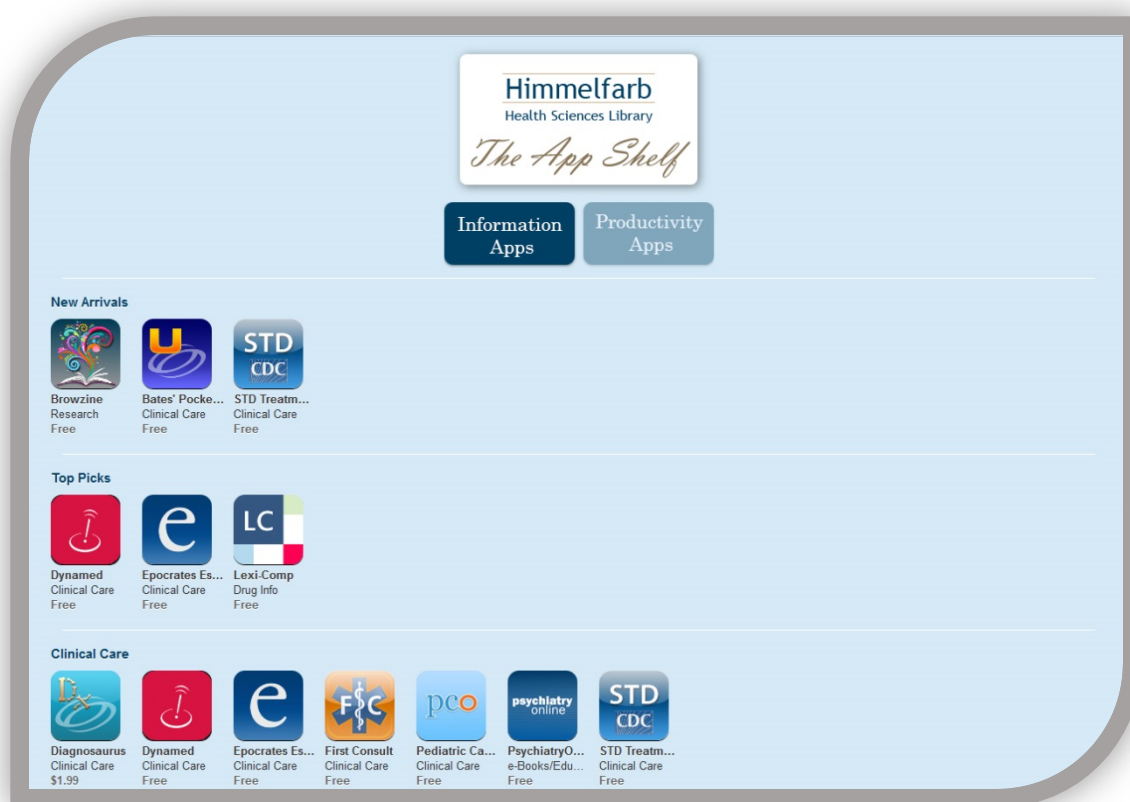 Himmelfarb
Health Sciences Library
The App Shelf
Information Apps
Productivity Apps
New Arrivals
U
STD
CDC
Browzine
Research
Free
Bates' Pocke...
Clinical Care
Free
STD Treatm...
Clinical Care
Free
Top Picks
e
LC
Dynamed
Clinical Care
Free
Epocrates Es...
Clinical Care
Free
Lexi-Comp
Drug Info
Free
Clinical Care
Dx
e
FC
pco
psychiatry
online
STD
CDC
Diagnosaurus
Clinical Care
$1.99
Dynamed
Clinical Care
Free
Epocrates Es...
Clinical Care
Free
First Consult
Clinical Care
Free
Pediatric Ca...
Clinical Care
Free
PsychiatryO...
e-Books/Edu...
Free
STD Treatm...
Clinical Care
Free